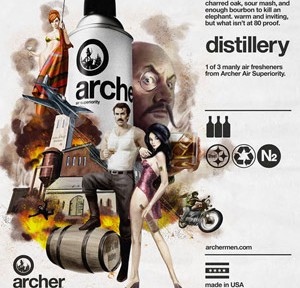 charred oak, sour mash, and
enough bourbon to kill an
elephant. warm and inviting,
but what isn't at 80 proof.
distillery
1 of 3 manly air fresheners
from Archer Air Superiority.
arche
air superiority
N2
archermen.com
made in USA
archer